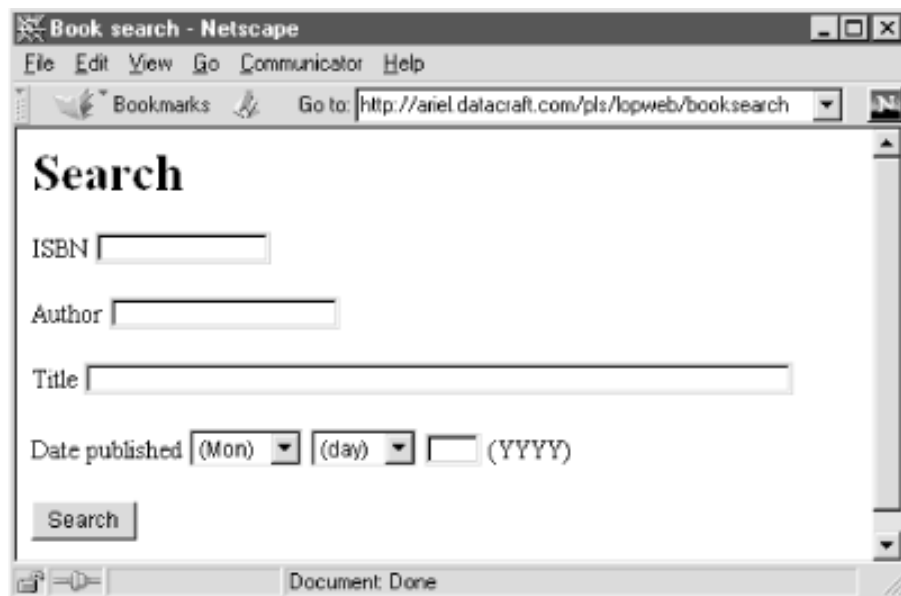 Book search - Netscape
File Edit View Go Communicator Help
Bookmarks Go to: http://ariel.datacraft.com/pls/lopweb/booksearch N
Search
ISBN
Author
Title
Date published (Mon) (day) (YYYY)
Search
Document: Done